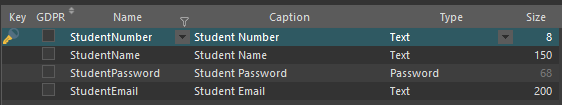 Key GDPR Name Caption Type Size
StudentNumber Student Number Text 8
StudentName Student Name Text 150
StudentPassword Student Password Password 68
StudentEmail Student Email Text 200